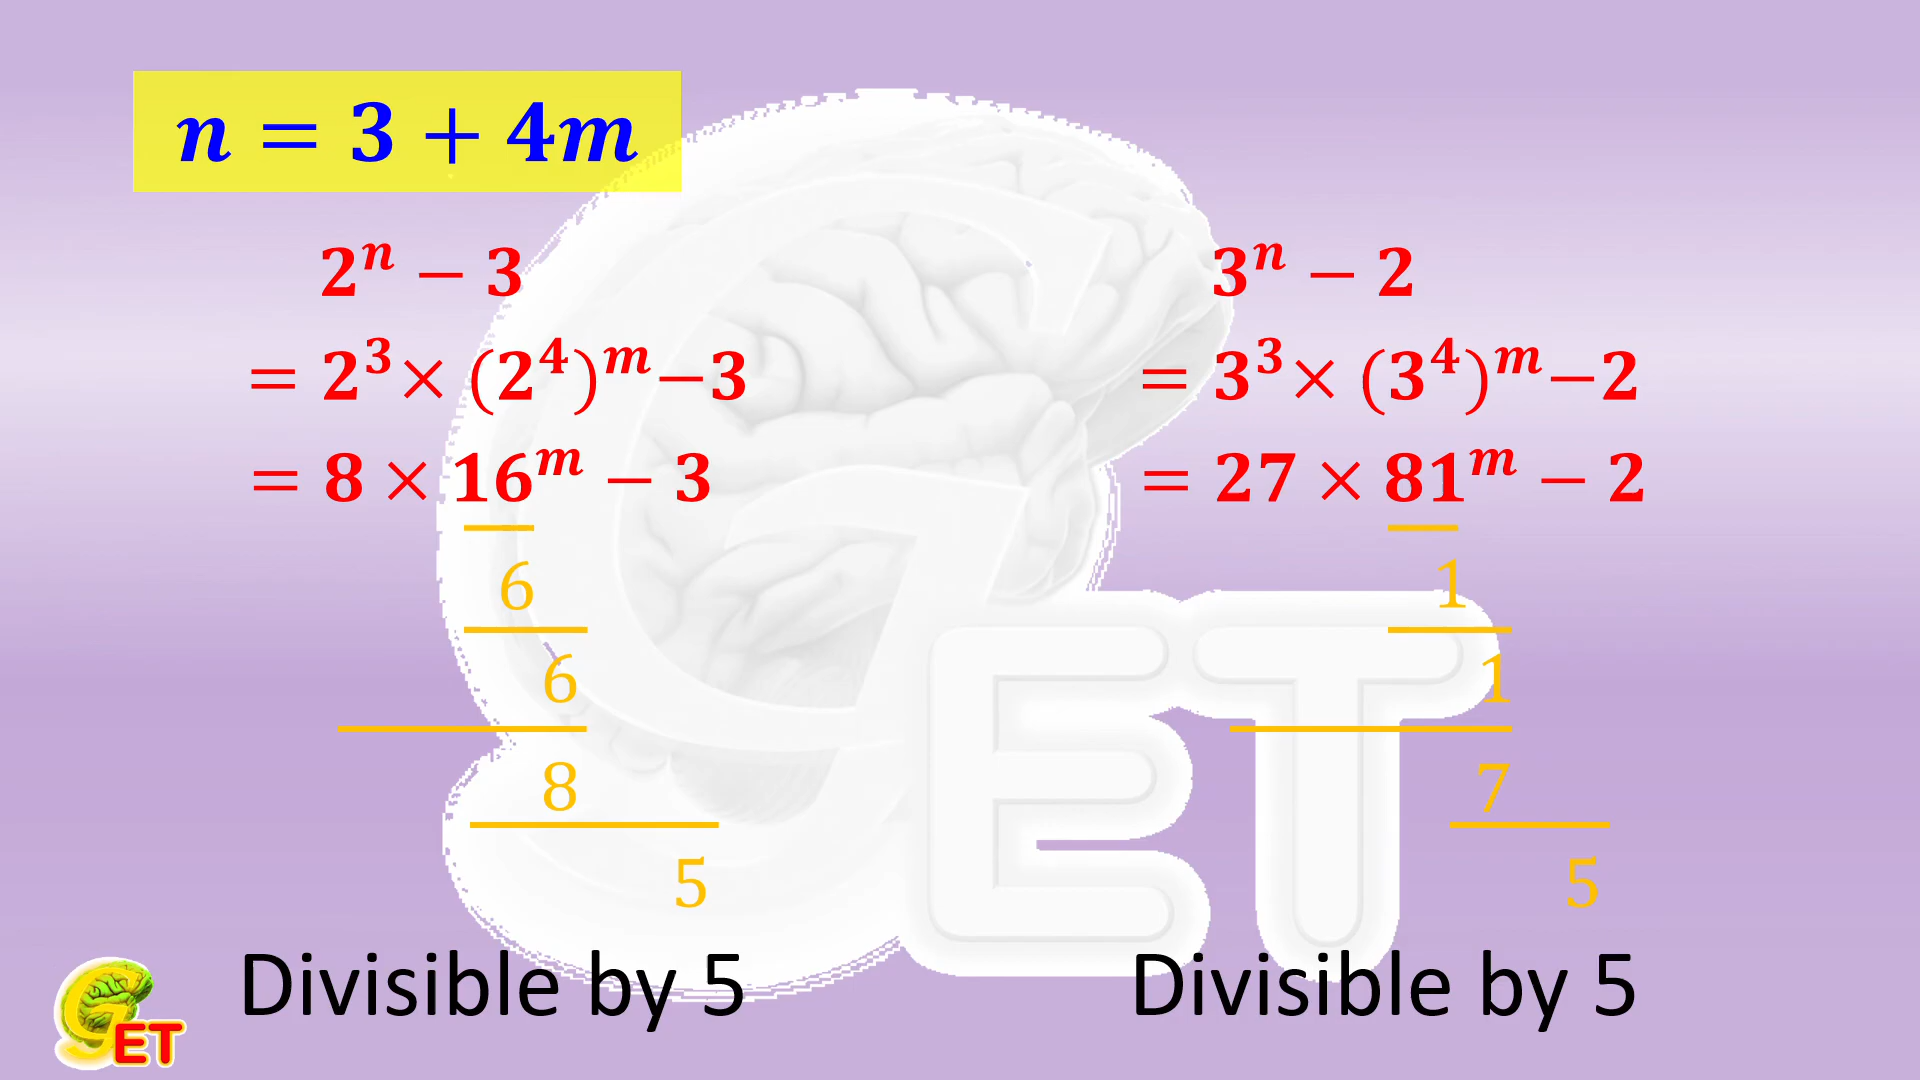 n = 3 + 4m
2ⁿ − 3
= 2³× (2⁴)ᵐ−3
= 8 × 16ᵐ − 3
6
6
8
5
Divisible by 5
3ⁿ − 2
= 3³× (3⁴)ᵐ−2
= 27 × 81ᵐ − 2
1
1
7
5
Divisible by 5
GET
GET